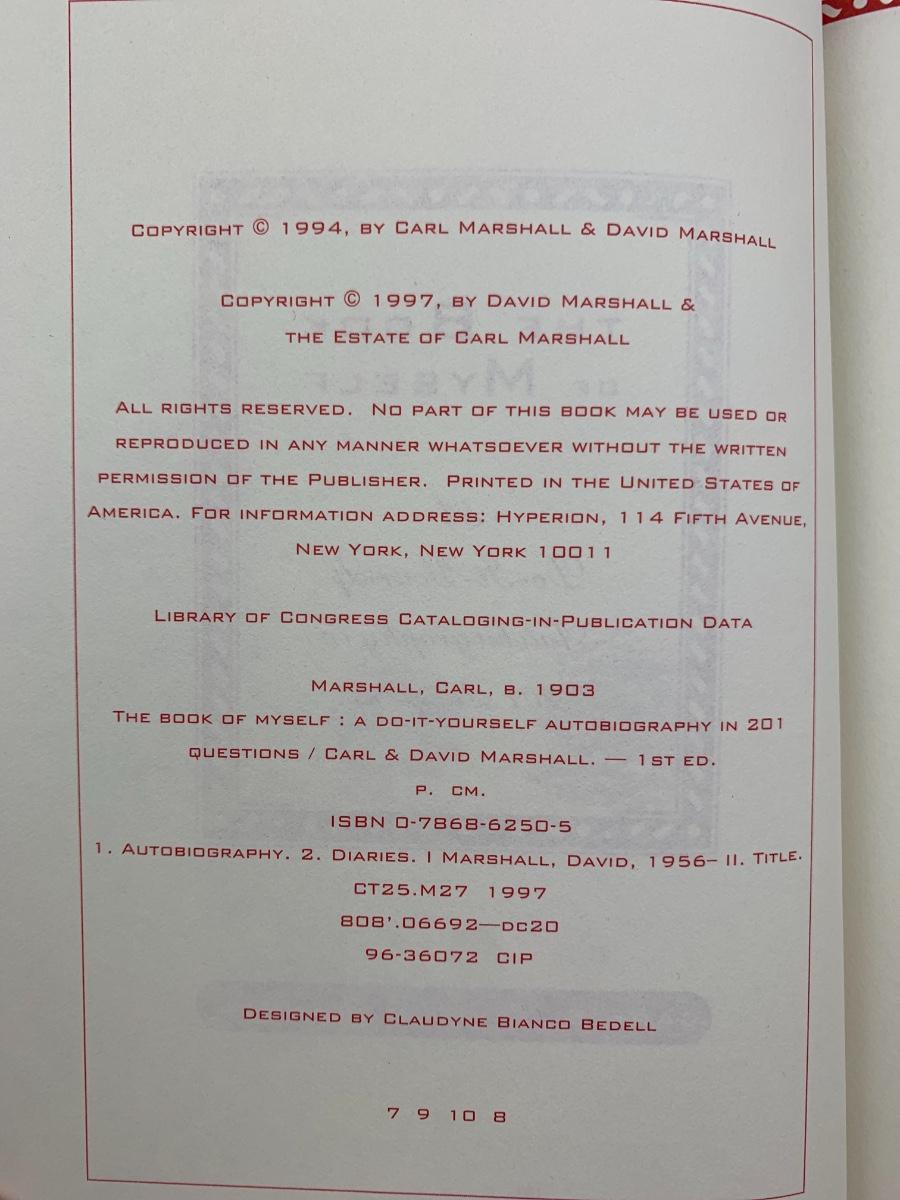 Copyright © 1994, by Carl Marshall & David Marshall
Copyright © 1997, by David Marshall &
the Estate of Carl Marshall
All rights reserved. No part of this book may be used or
reproduced in any manner whatsoever without the written
permission of the Publisher. Printed in the United States of
America. For information address: Hyperion, 114 Fifth Avenue,
New York, New York 10011
Library of Congress Cataloging-in-Publication Data
Marshall, Carl, b. 1903
The book of myself : a do-it-yourself autobiography in 201
questions / Carl & David Marshall. — 1st ed.
p. cm.
ISBN 0-7868-6250-5
1. Autobiography. 2. Diaries. I Marshall, David, 1956– II. Title.
CT25.M27 1997
808'.06692—dc20
96-36072 CIP
Designed by Claudyne Bianco Bedell
7 9 10 8